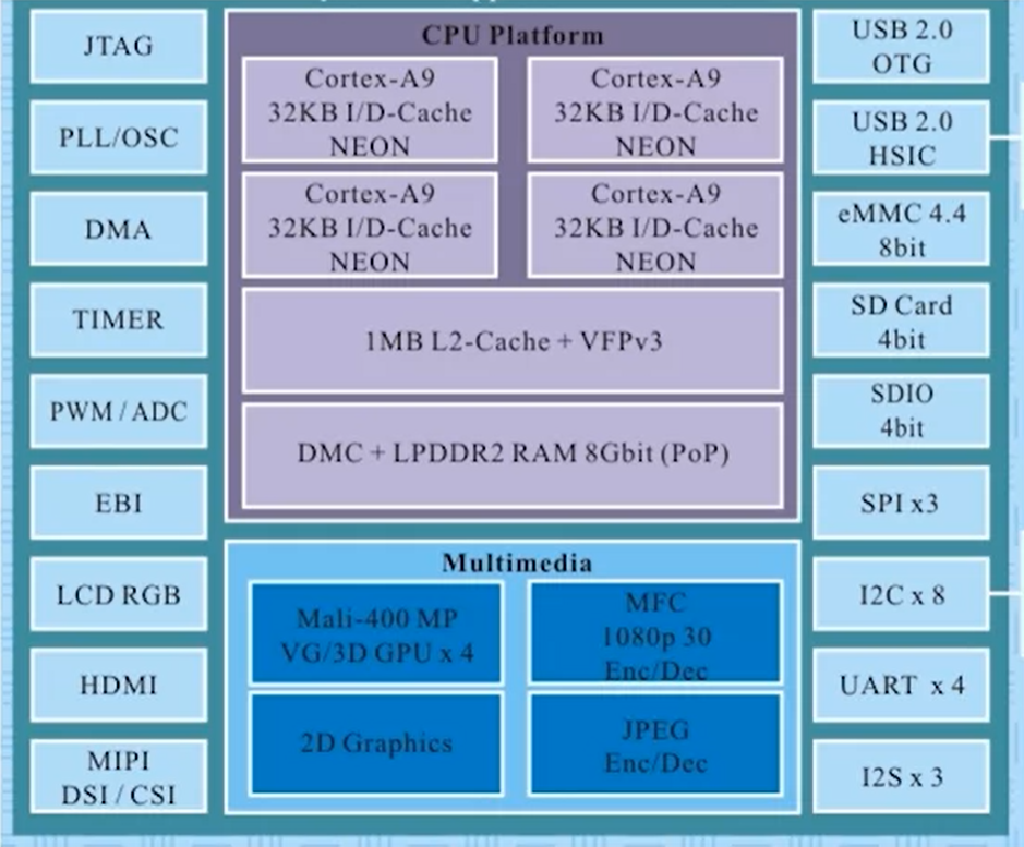 JTAG
PLL/OSC
DMA
TIMER
PWM / ADC
EBI
LCD RGB
HDMI
MIPI
DSI / CSI
CPU Platform
Cortex-A9
32KB I/D-Cache
NEON
Cortex-A9
32KB I/D-Cache
NEON
Cortex-A9
32KB I/D-Cache
NEON
Cortex-A9
32KB I/D-Cache
NEON
1MB L2-Cache + VFPv3
DMC + LPDDR2 RAM 8Gbit (PoP)
Multimedia
Mali-400 MP
VG/3D GPU x 4
MFC
1080p 30
Enc/Dec
2D Graphics
JPEG
Enc/Dec
USB 2.0
OTG
USB 2.0
HSIC
eMMC 4.4
8bit
SD Card
4bit
SDIO
4bit
SPI x3
I2C x 8
UART x 4
I2S x 3